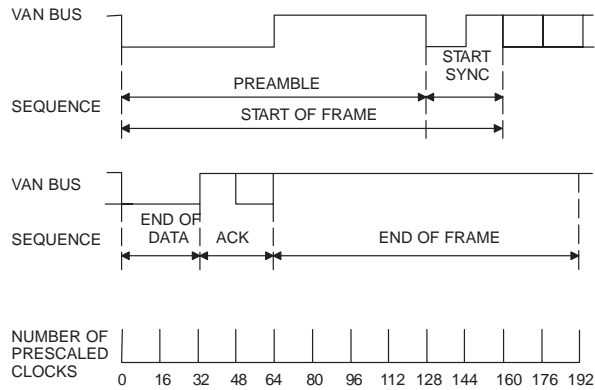 VAN BUS
START
SYNC
PREAMBLE
SEQUENCE
START OF FRAME
VAN BUS
END OF
DATA
ACK
END OF FRAME
SEQUENCE
NUMBER OF
PRESCALED
CLOCKS
0 16 32 48 64 80 96 112 128 144 160 176 192